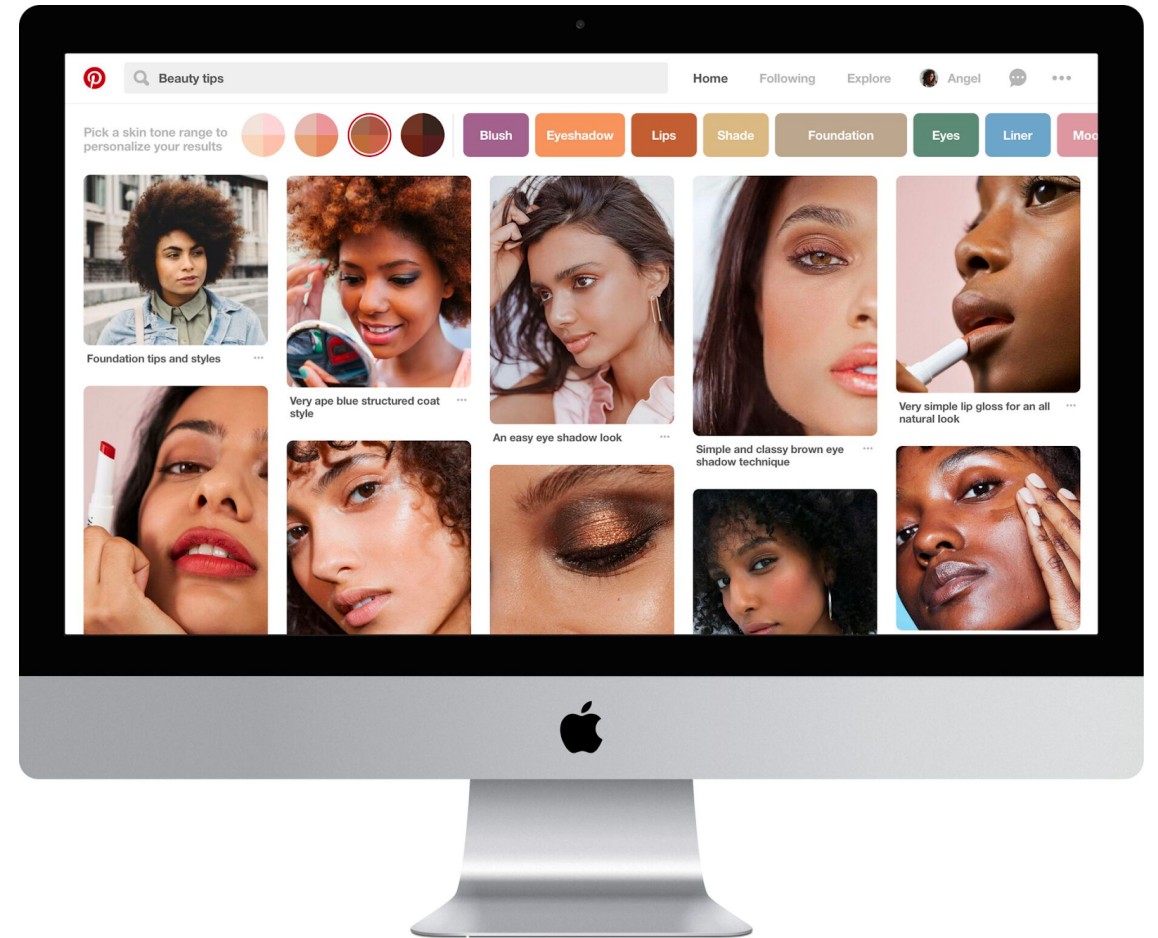 Beauty tips
Home
Following
Explore
Angel
Pick a skin tone range to
personalize your results
Blush
Eyeshadow
Lips
Shade
Foundation
Eyes
Liner
Moo
Foundation tips and styles
Very ape blue structured coat
style
An easy eye shadow look
Simple and classy brown eye
shadow technique
Very simple lip gloss for an all
natural look